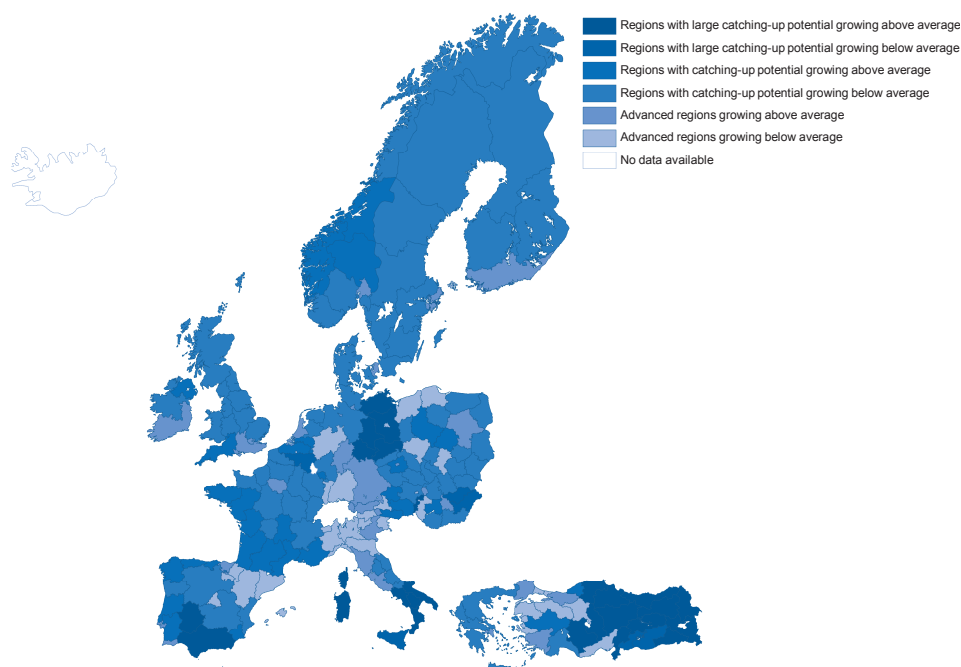 Regions with large catching-up potential growing above average
Regions with large catching-up potential growing below average
Regions with catching-up potential growing above average
Regions with catching-up potential growing below average
Advanced regions growing above average
Advanced regions growing below average
No data available